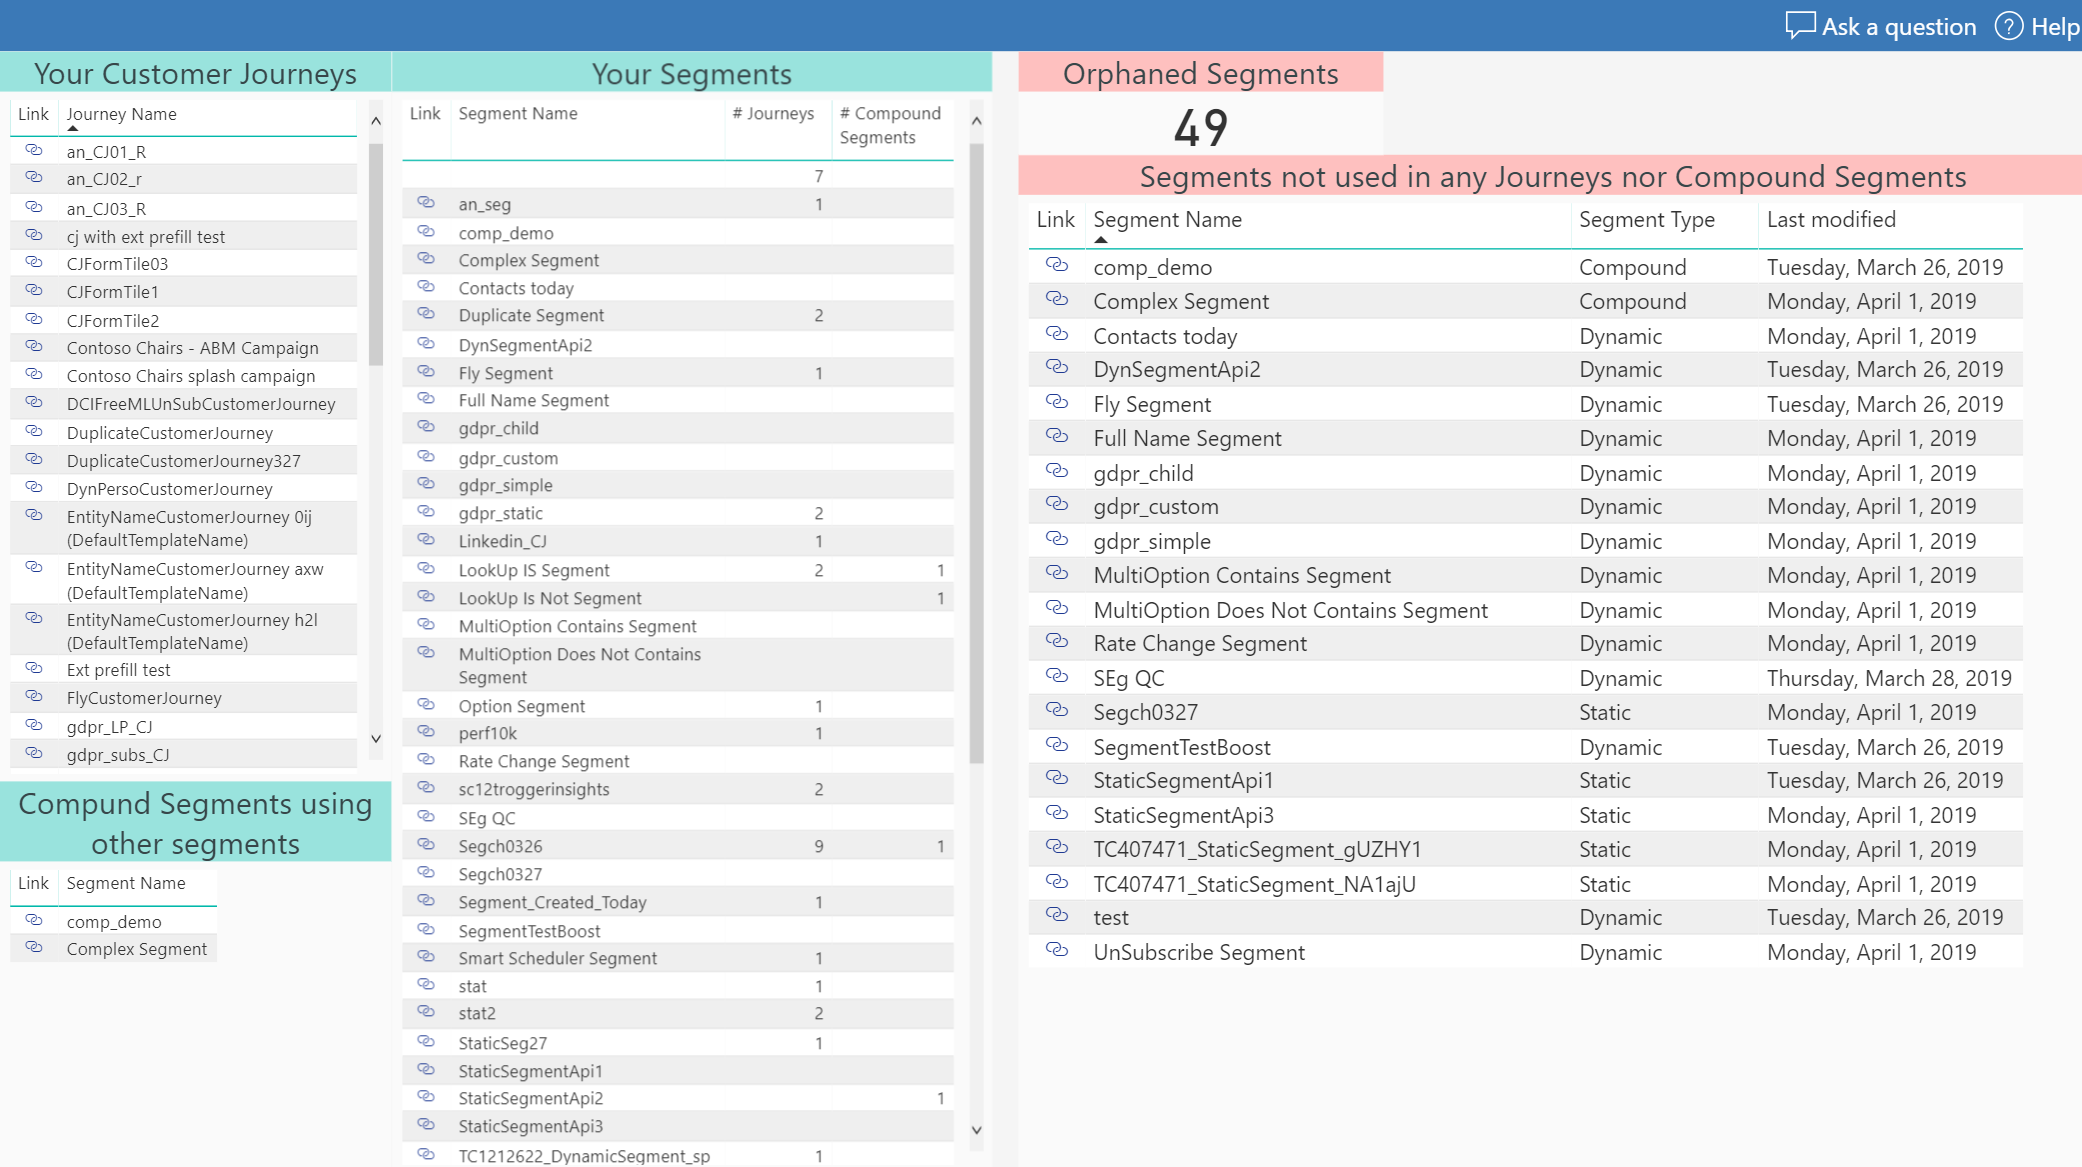 Ask a question
Help
Your Customer Journeys
Link Journey Name
an_CJ01_R
an_CJ02_r
an_CJ03_R
cj with ext prefill test
CJFormTile03
CJFormTile1
CJFormTile2
Contoso Chairs - ABM Campaign
Contoso Chairs splash campaign
DCIFreeMLUnSubCustomerJourney
DuplicateCustomerJourney
DuplicateCustomerJourney327
DynPersoCustomerJourney
EntityNameCustomerJourney 0ij
(DefaultTemplateName)
EntityNameCustomerJourney axw
(DefaultTemplateName)
EntityNameCustomerJourney h2l
(DefaultTemplateName)
Ext prefill test
FlyCustomerJourney
gdpr_LP_CJ
gdpr_subs_CJ
Compund Segments using
other segments
Link Segment Name
comp_demo
Complex Segment
Your Segments
Link Segment Name # Journeys # Compound
Segments
7
an_seg 1
comp_demo
Complex Segment
Contacts today
Duplicate Segment 2
DynSegmentApi2
Fly Segment 1
Full Name Segment
gdpr_child
gdpr_custom
gdpr_simple
gdpr_static 2
Linkedin_CJ 1
LookUp IS Segment 2 1
LookUp Is Not Segment 1
MultiOption Contains Segment
MultiOption Does Not Contains
Segment
Option Segment 1
perf10k 1
Rate Change Segment
sc12troggerinsights 2
SEg QC
Segch0326 9 1
Segch0327
Segment_Created_Today 1
SegmentTestBoost
Smart Scheduler Segment 1
stat 1
stat2 2
StaticSeg27 1
StaticSegmentApi1
StaticSegmentApi2 1
StaticSegmentApi3
TC1212622_DynamicSegment_sp 1
Orphaned Segments
49
Segments not used in any Journeys nor Compound Segments
Link Segment Name Segment Type Last modified
comp_demo Compound Tuesday, March 26, 2019
Complex Segment Compound Monday, April 1, 2019
Contacts today Dynamic Monday, April 1, 2019
DynSegmentApi2 Dynamic Tuesday, March 26, 2019
Fly Segment Dynamic Tuesday, March 26, 2019
Full Name Segment Dynamic Monday, April 1, 2019
gdpr_child Dynamic Monday, April 1, 2019
gdpr_custom Dynamic Monday, April 1, 2019
gdpr_simple Dynamic Monday, April 1, 2019
MultiOption Contains Segment Dynamic Monday, April 1, 2019
MultiOption Does Not Contains Segment Dynamic Monday, April 1, 2019
Rate Change Segment Dynamic Monday, April 1, 2019
SEg QC Dynamic Thursday, March 28, 2019
Segch0327 Static Monday, April 1, 2019
SegmentTestBoost Dynamic Tuesday, March 26, 2019
StaticSegmentApi1 Static Tuesday, March 26, 2019
StaticSegmentApi3 Static Monday, April 1, 2019
TC407471_StaticSegment_gUZHY1 Static Monday, April 1, 2019
TC407471_StaticSegment_NA1ajU Static Monday, April 1, 2019
test Dynamic Tuesday, March 26, 2019
UnSubscribe Segment Dynamic Monday, April 1, 2019